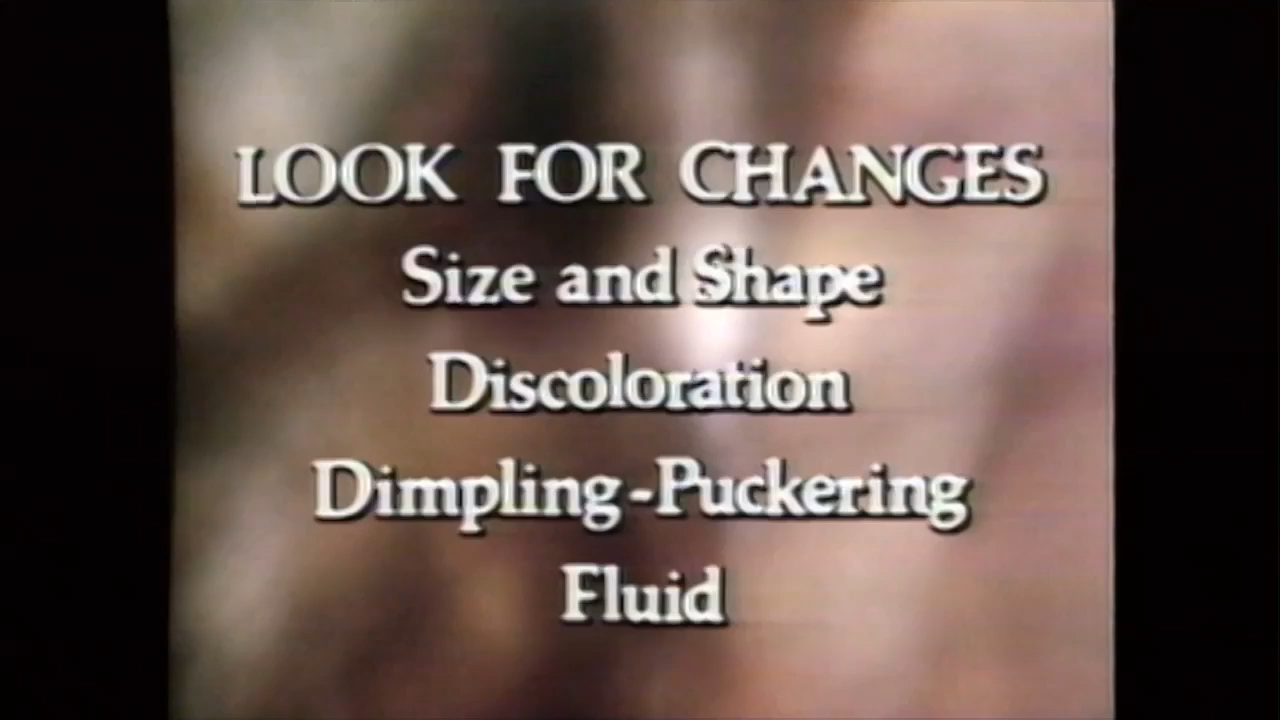 LOOK FOR CHANGES
Size and Shape
Discoloration
Dimpling-Puckering
Fluid